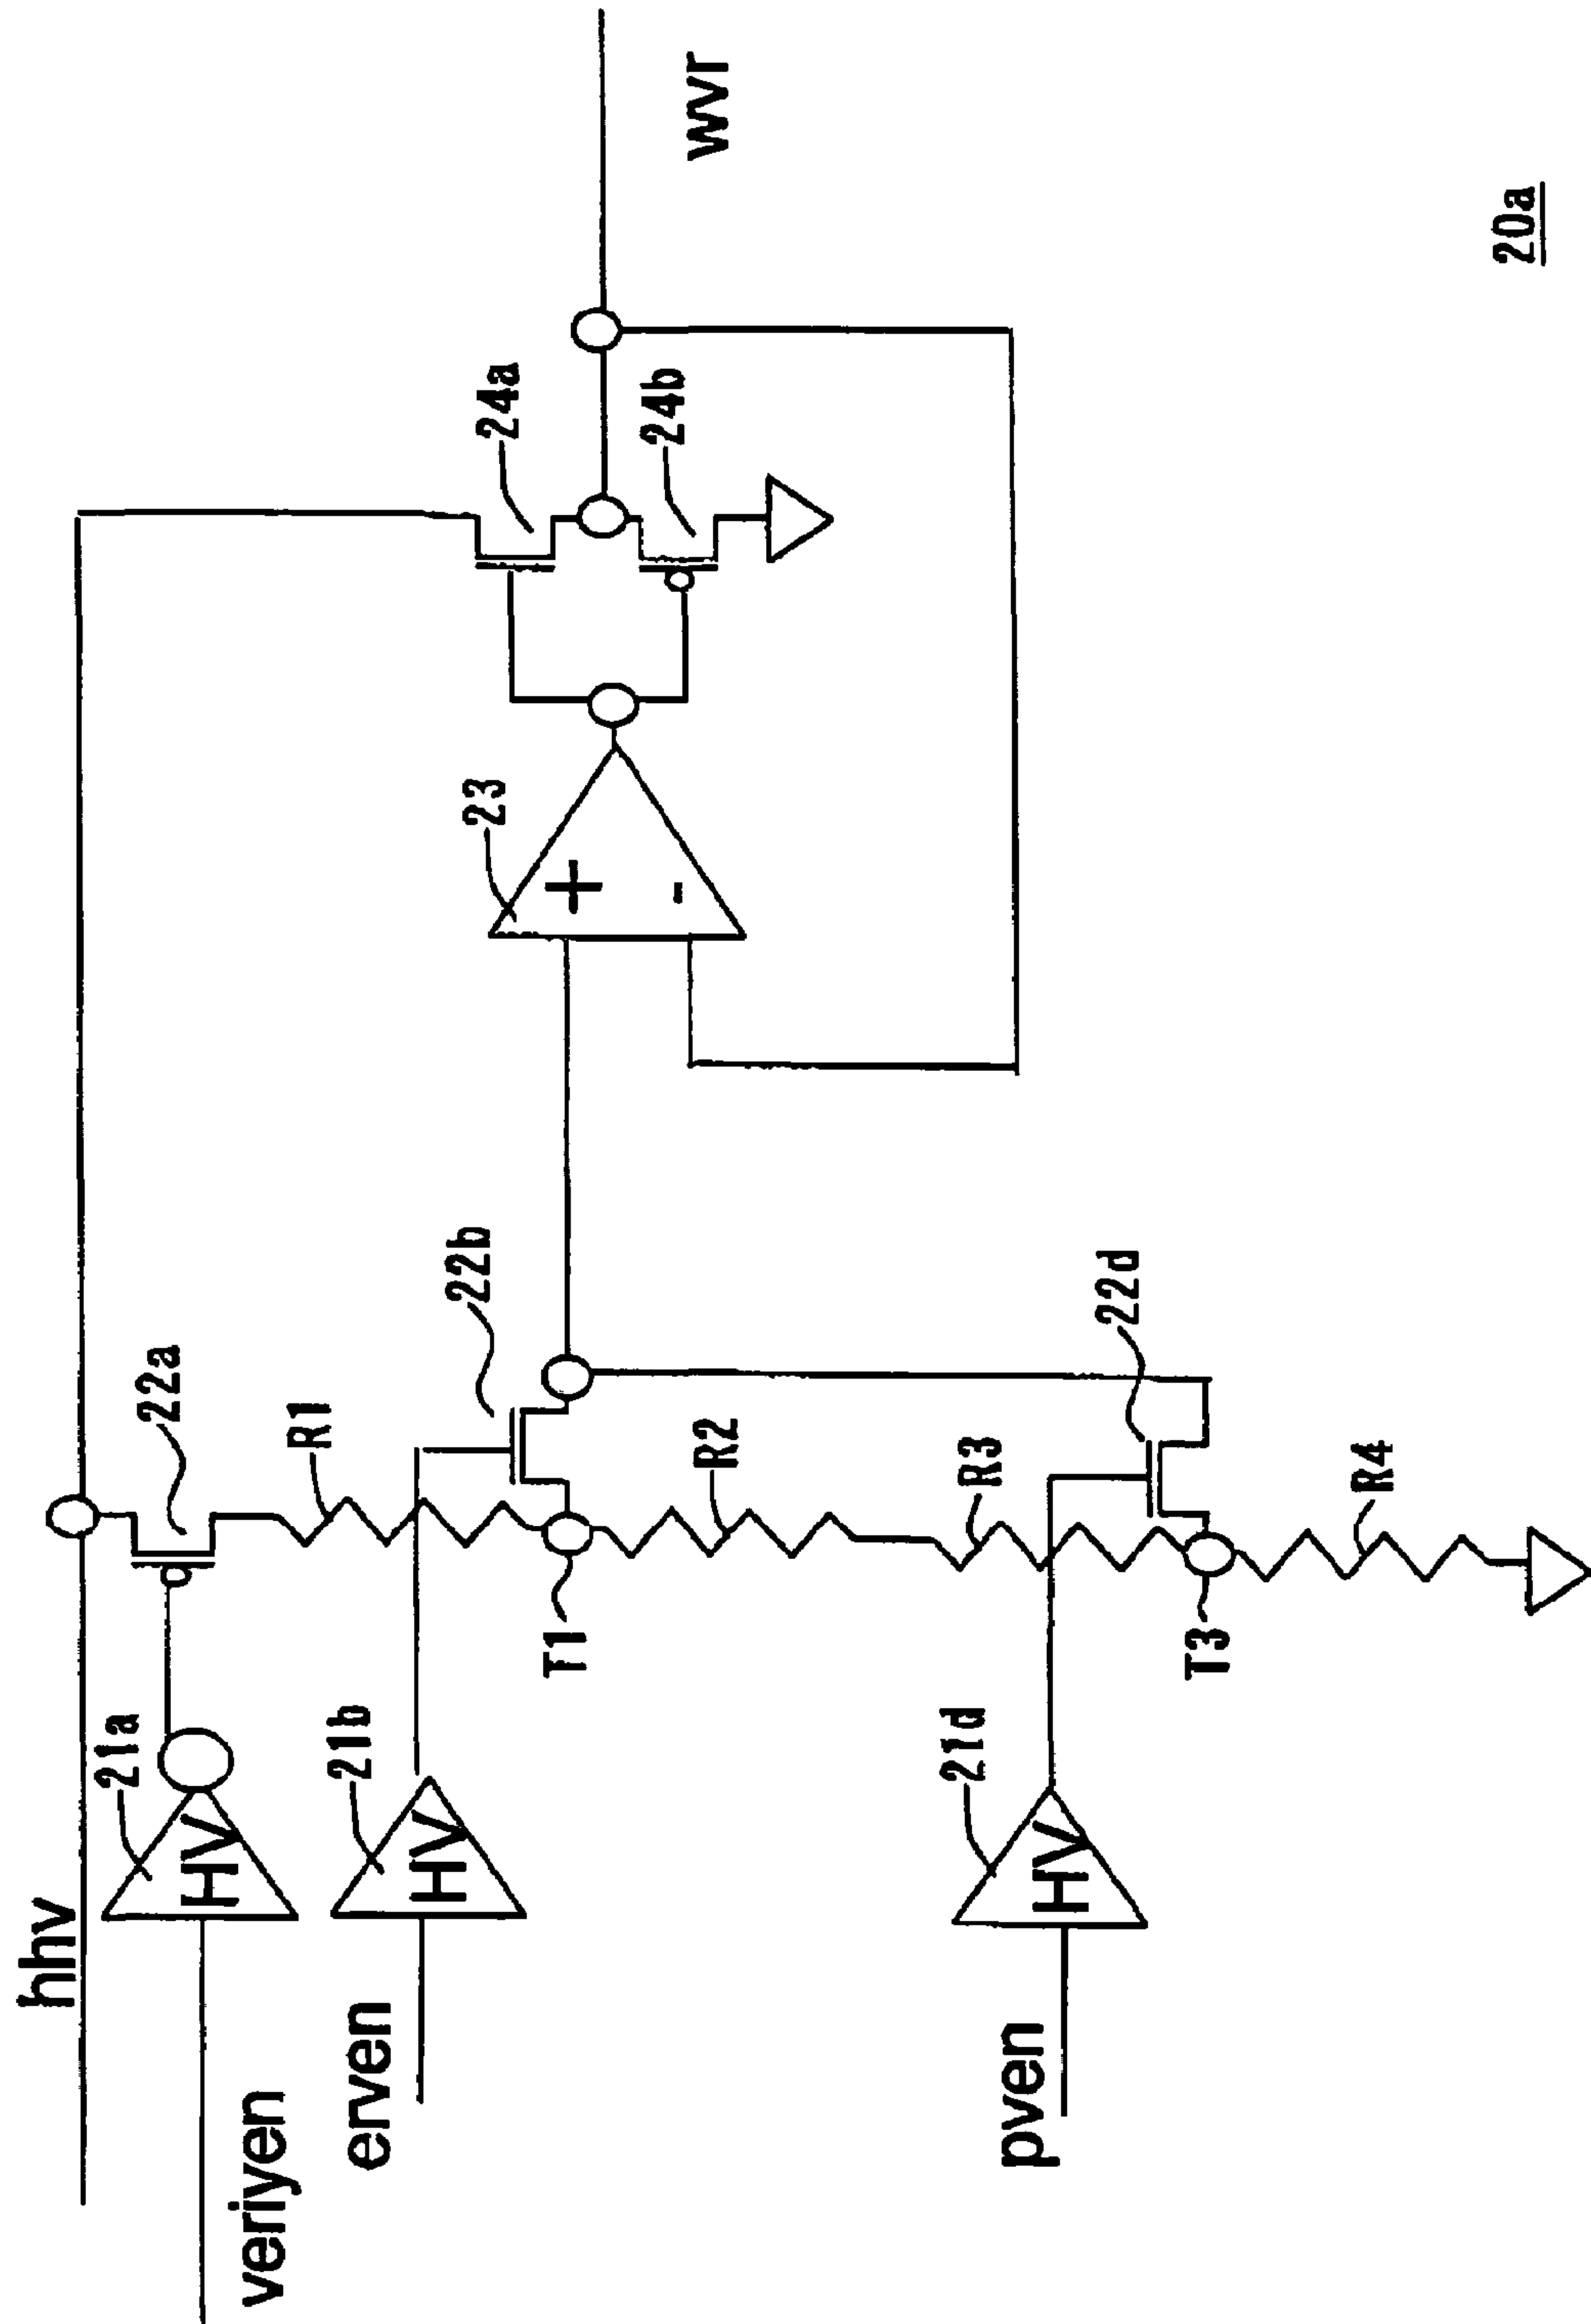 hhv
veriyen
erven
pven
21a
21b
21d
22a
22b
22d
HV
HV
HV
R1
R2
R3
R4
T1
T3
23
+
-
24a
24b
wvr
20a